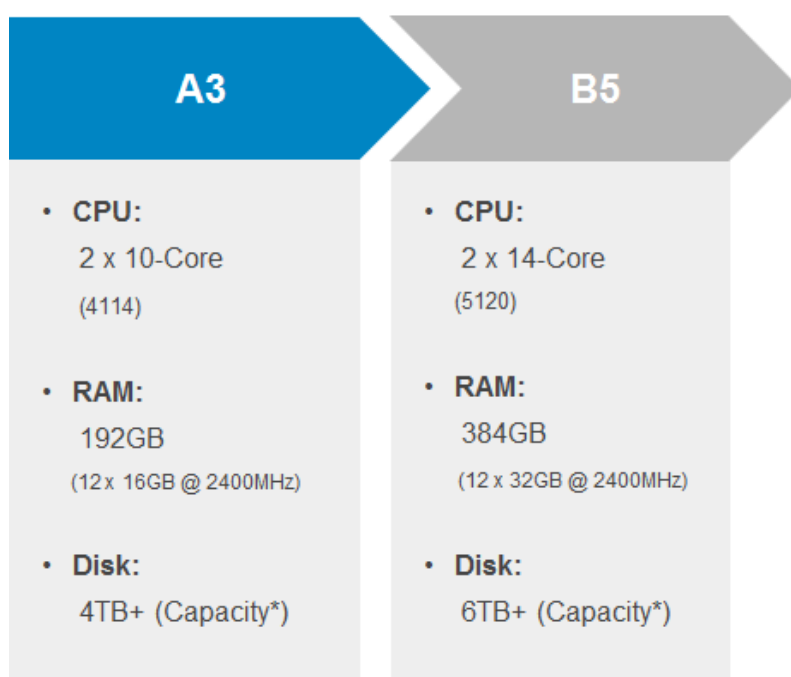 A3
• CPU:
2 x 10-Core
(4114)
• RAM:
192GB
(12 x 16GB @ 2400MHz)
• Disk:
4TB+ (Capacity*)
B5
• CPU:
2 x 14-Core
(5120)
• RAM:
384GB
(12 x 32GB @ 2400MHz)
• Disk:
6TB+ (Capacity*)